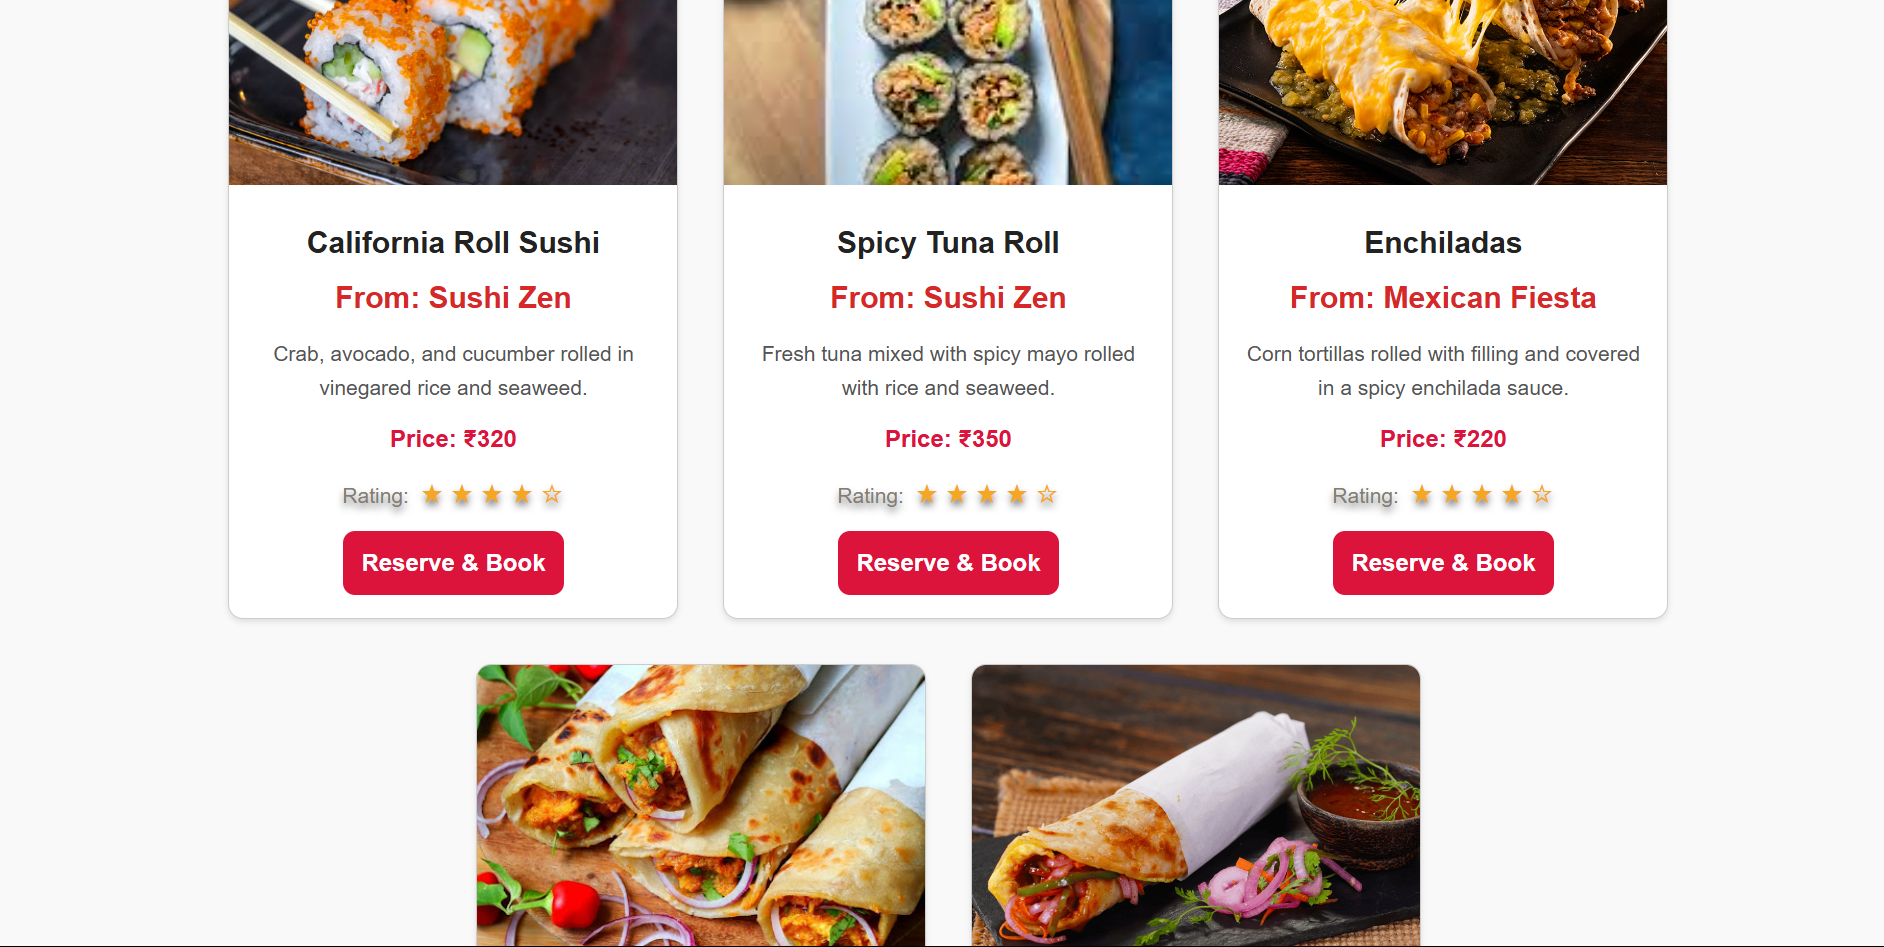 California Roll Sushi
From: Sushi Zen
Crab, avocado, and cucumber rolled in
vinegared rice and seaweed.
Price: ₹320
Rating: ★ ★ ★ ★ ☆
Reserve & Book
Spicy Tuna Roll
From: Sushi Zen
Fresh tuna mixed with spicy mayo rolled
with rice and seaweed.
Price: ₹350
Rating: ★ ★ ★ ★ ☆
Reserve & Book
Enchiladas
From: Mexican Fiesta
Corn tortillas rolled with filling and covered
in a spicy enchilada sauce.
Price: ₹220
Rating: ★ ★ ★ ★ ☆
Reserve & Book